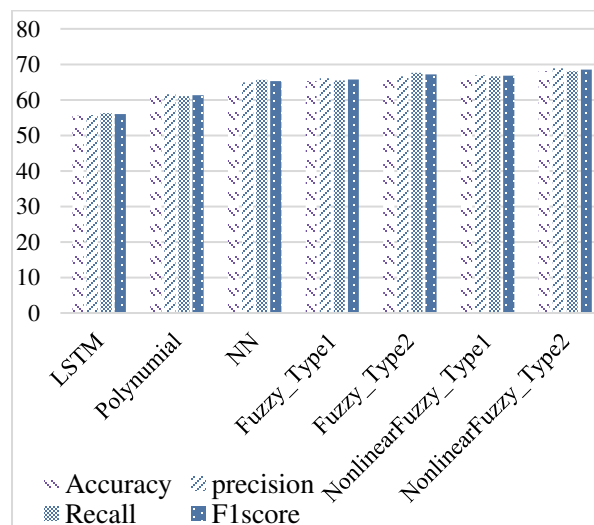 80
70
60
50
40
30
20
10
0
LSTM
Polynumial
NN
Fuzzy_Type1
Fuzzy_Type2
NonlinearFuzzy_Type1
NonlinearFuzzy_Type2
Accuracy precision
Recall F1score